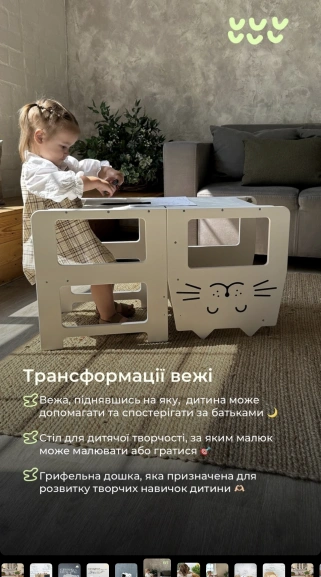 Трансформації вежі
Вежа, піднявшись на яку, дитина може
допомагати та спостерігати за батьками 🌙
Стіл для дитячої творчості, за яким малюк
може малювати або гратися 🎯
Грифельна дошка, яка призначена для
розвитку творчих навичок дитини 🫶🏼